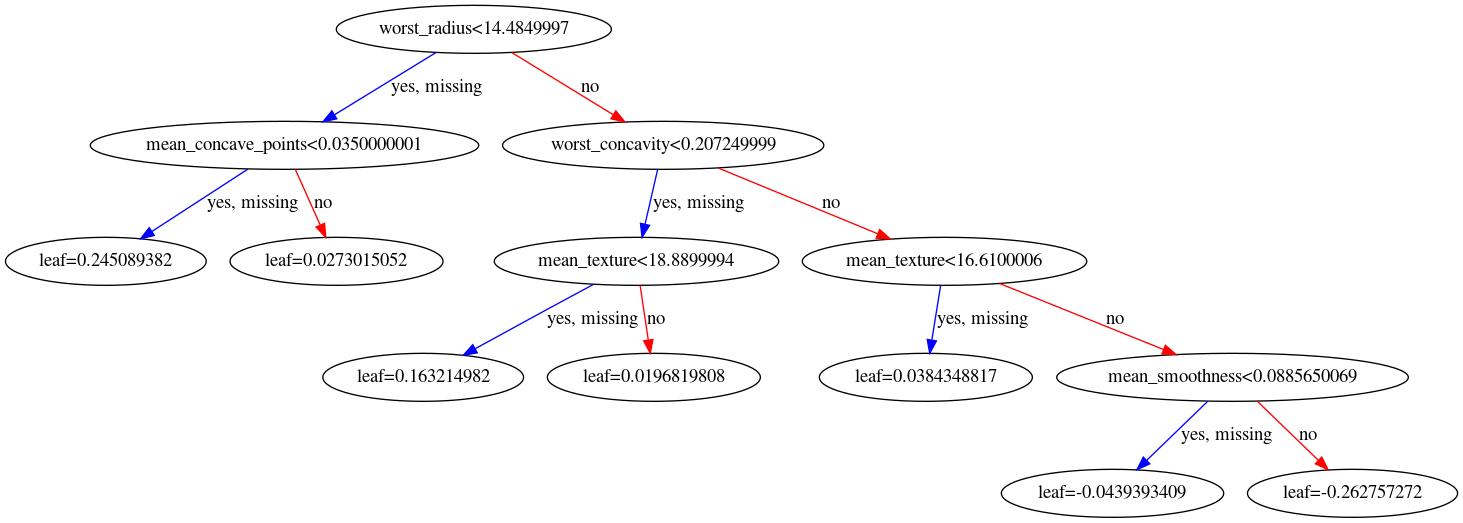 worst_radius<14.4849997
yes, missing
no
mean_concave_points<0.0350000001
worst_concavity<0.207249999
yes, missing
no
yes, missing
no
leaf=0.245089382
leaf=0.0273015052
mean_texture<18.8899994
mean_texture<16.6100006
yes, missing
no
yes, missing
no
leaf=0.163214982
leaf=0.0196819808
leaf=0.0384348817
mean_smoothness<0.0885650069
yes, missing
no
leaf=-0.0439393409
leaf=-0.262757272